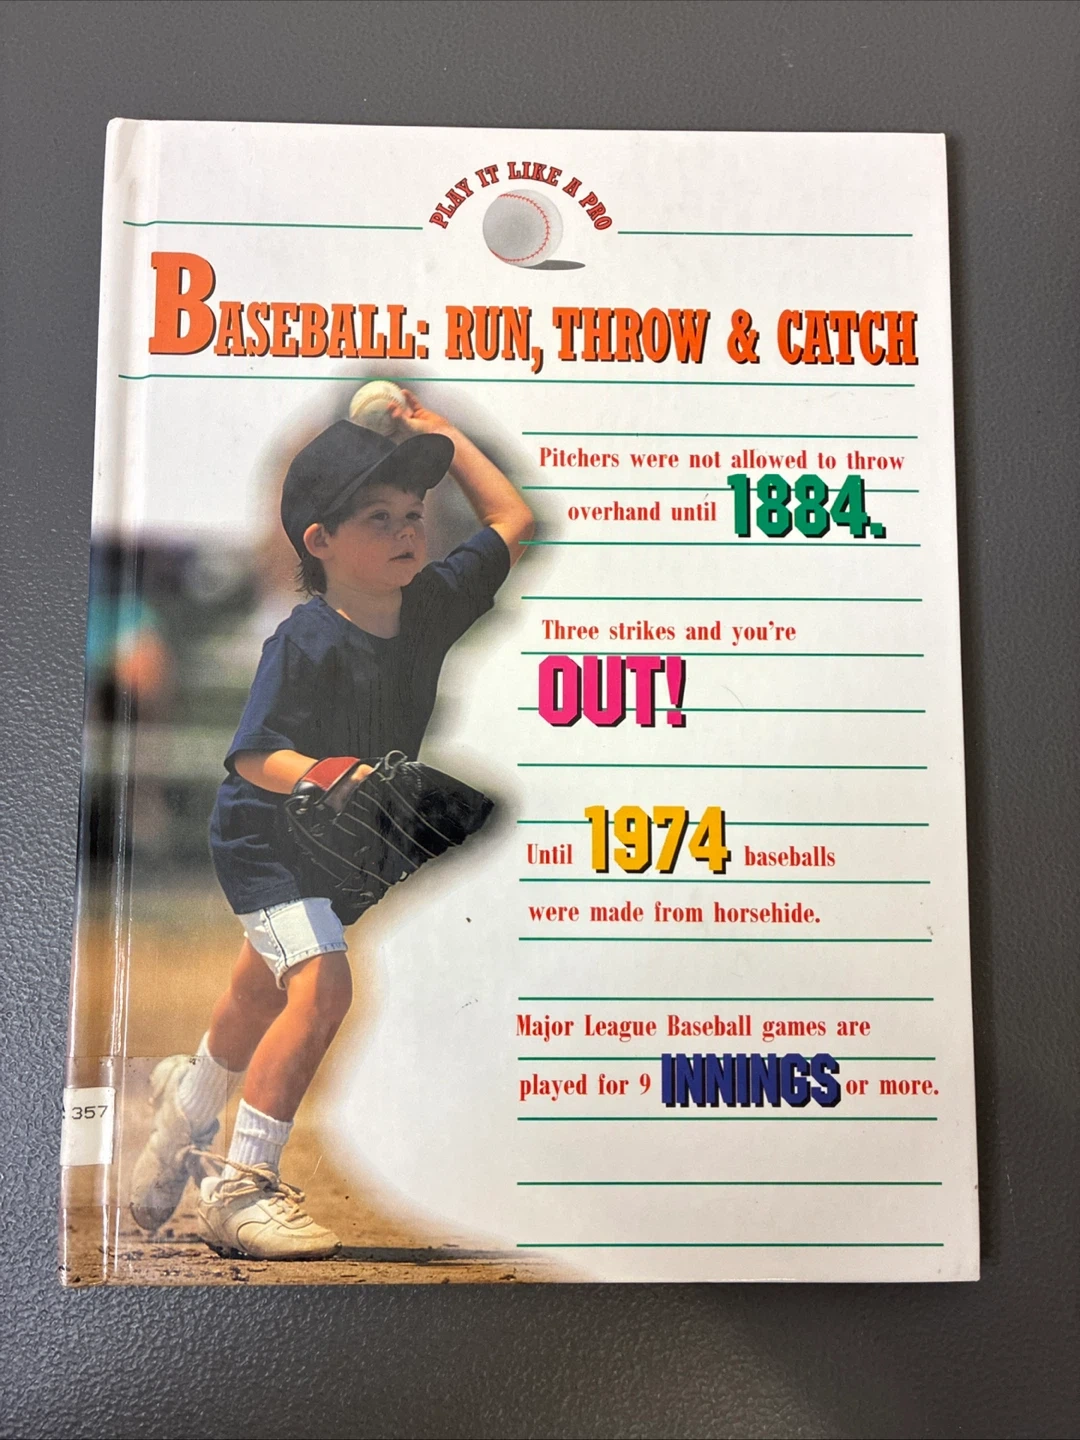 PLAY IT LIKE A PRO
BASEBALL: RUN, THROW & CATCH
Pitchers were not allowed to throw
overhand until 1884.
Three strikes and you're
OUT!
Until 1974 baseballs
were made from horsehide.
Major League Baseball games are
played for 9 INNINGS or more.
357